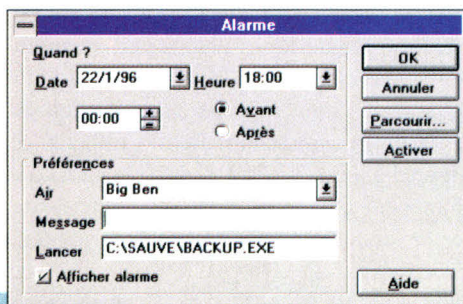 Alarme
Quand ?
OK
Date 22/1/96 Heure 18:00
Annuler
00:00 Avant
Après
Parcourir...
Activer
Préférences
Air Big Ben
Message
Lancer C:\SAUVE\BACKUP.EXE
Afficher alarme
Aide